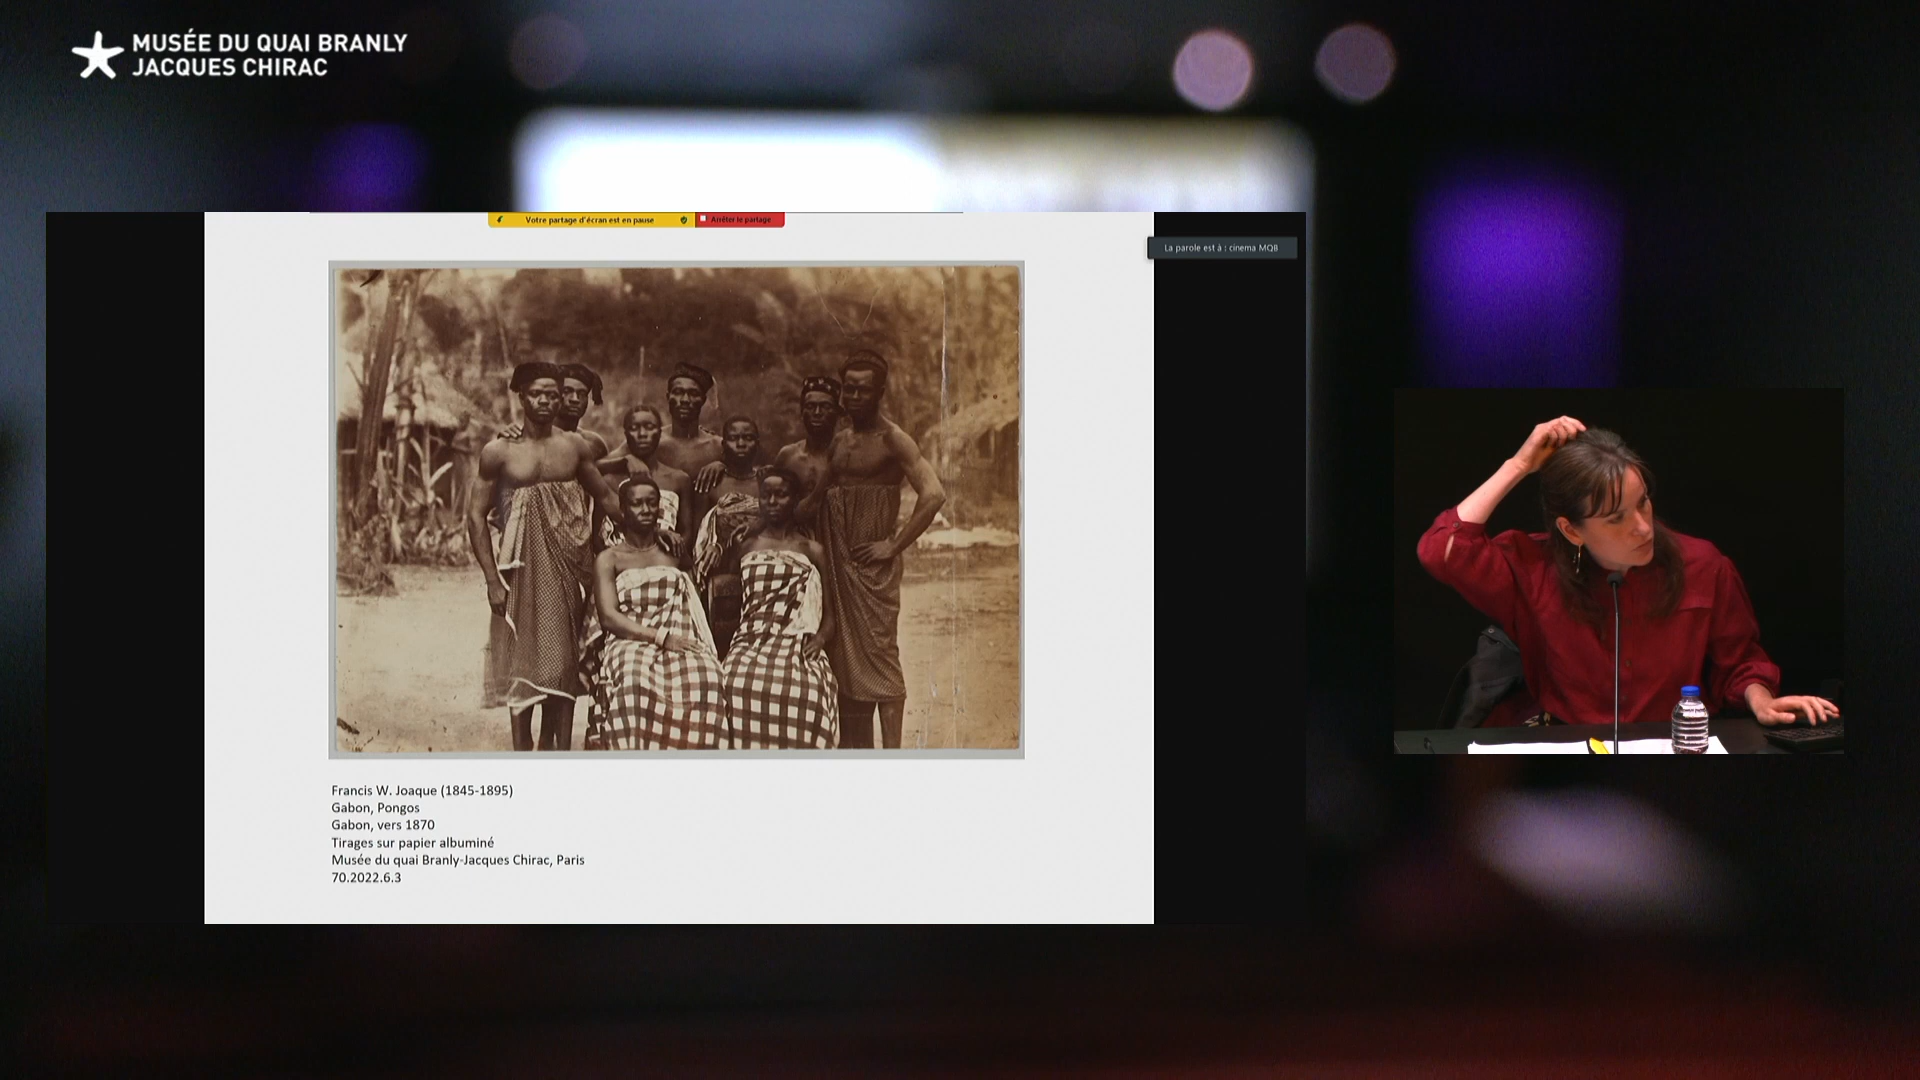 MUSÉE DU QUAI BRANLY
JACQUES CHIRAC
Votre partage d'écran est en pause
Arrêter le partage
La parole est à : cinema MQB
Francis W. Joaque (1845-1895)
Gabon, Pongos
Gabon, vers 1870
Tirages sur papier albuminé
Musée du quai Branly-Jacques Chirac, Paris
70.2022.6.3